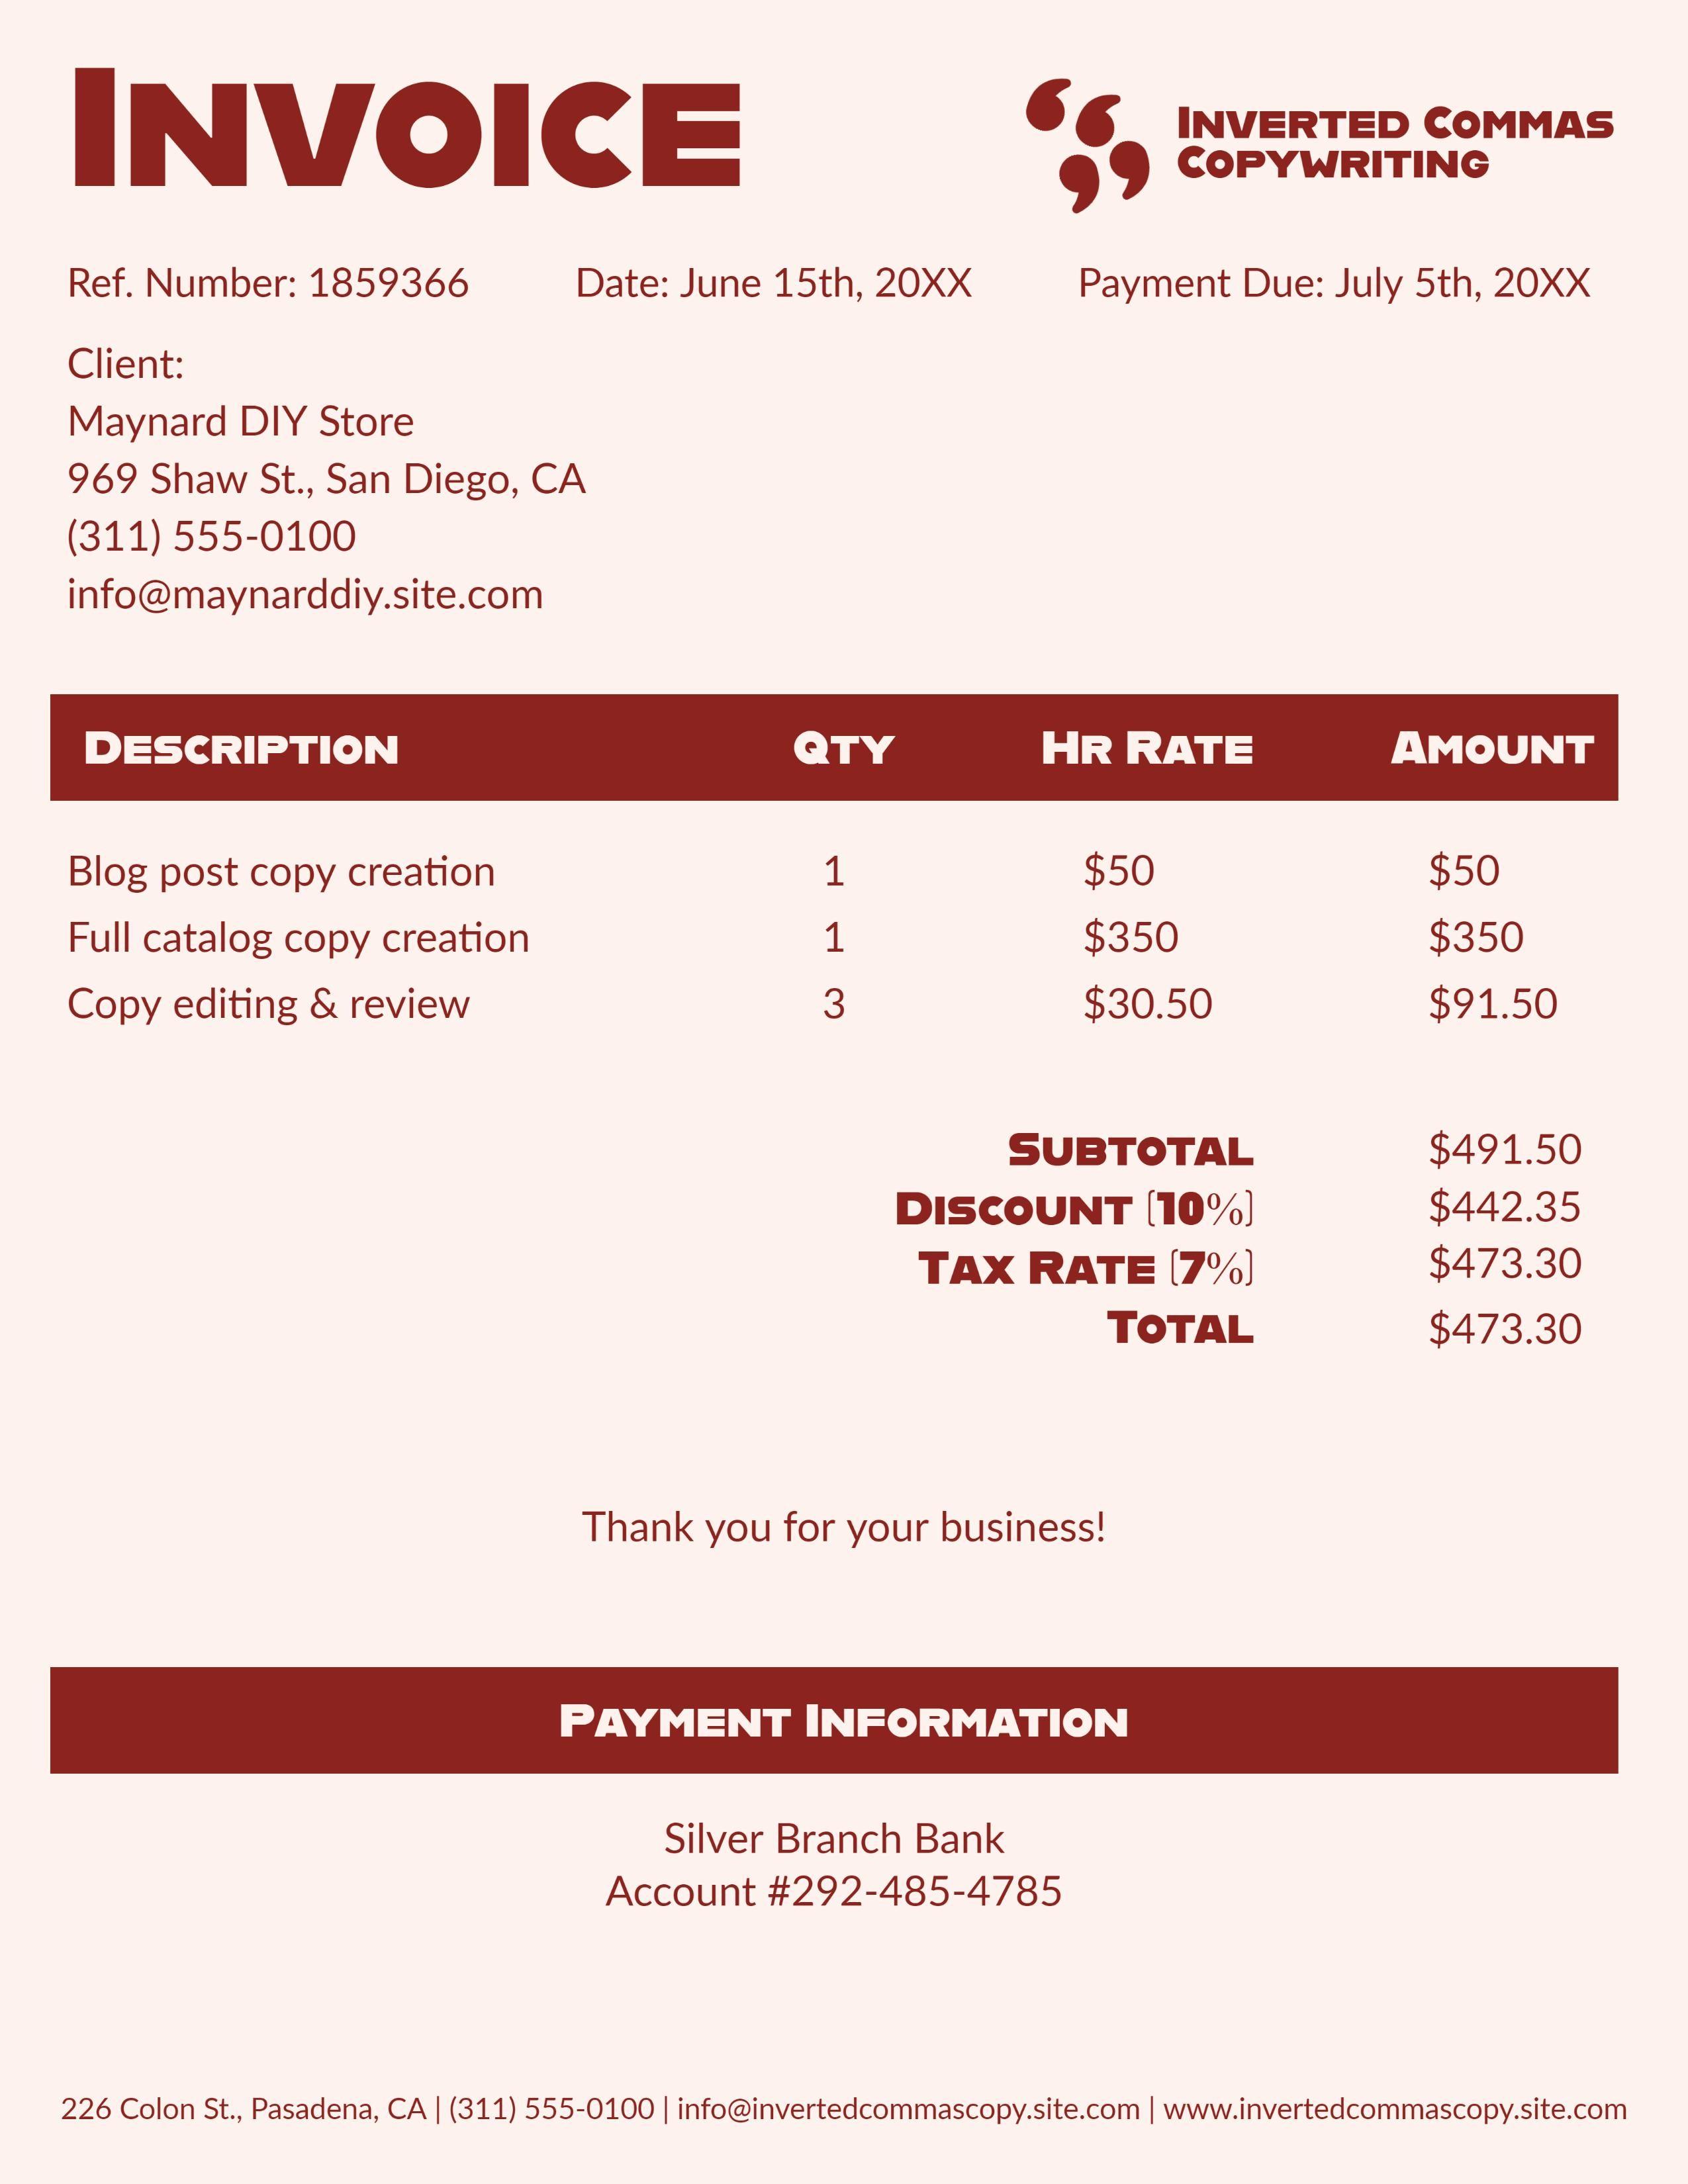 Invoice
Inverted Commas
Copywriting
Ref. Number: 1859366 Date: June 15th, 20XX Payment Due: July 5th, 20XX
Client:
Maynard DIY Store
969 Shaw St., San Diego, CA
(311) 555-0100
info@maynarddiy.site.com
Description Qty Hr Rate Amount
Blog post copy creation 1 $50 $50
Full catalog copy creation 1 $350 $350
Copy editing & review 3 $30.50 $91.50
Subtotal $491.50
Discount (10%) $442.35
Tax Rate (7%) $473.30
Total $473.30
Thank you for your business!
Payment Information
Silver Branch Bank
Account #292-485-4785
226 Colon St., Pasadena, CA | (311) 555-0100 | info@invertedcommascopy.site.com | www.invertedcommascopy.site.com